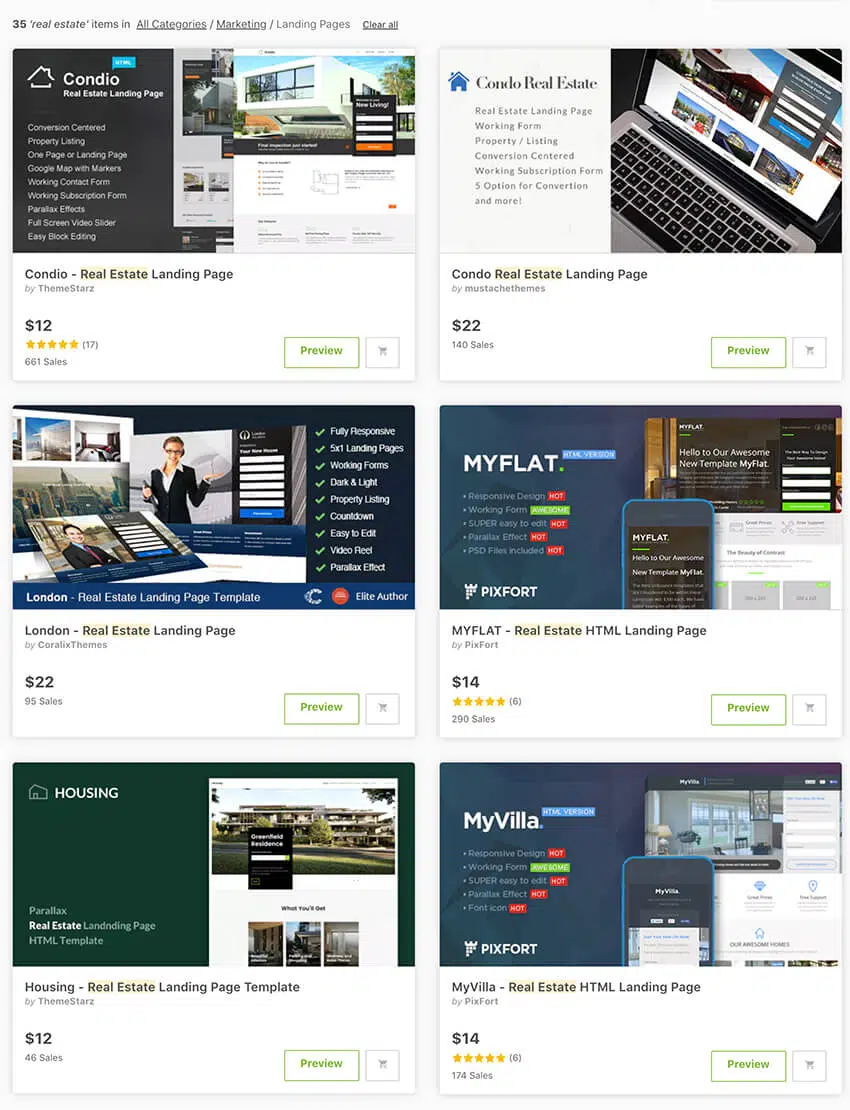 35 'real estate' items in All Categories / Marketing / Landing Pages Clear all
HTML
Condio
Real Estate Landing Page
Conversion Centered
Property Listing
One Page or Landing Page
Google Map with Markers
Working Contact Form
Working Subscription Form
Parallax Effects
Full Screen Video Slider
Easy Block Editing
New Living!
Final inspection just started!
Condio - Real Estate Landing Page
by ThemeStarz
$12
(17)
661 Sales
Preview
Condo Real Estate
Real Estate Landing Page
Working Form
Property / Listing
Conversion Centered
Working Subscription Form
5 Option for Convertion
and more!
Condo Real Estate Landing Page
by mustachethemes
$22
140 Sales
Preview
London
Your New House
Fully Responsive
5x1 Landing Pages
Working Forms
Dark & Light
Property Listing
Countdown
Easy to Edit
Video Reel
Parallax Effect
London - Real Estate Landing Page Template
Elite Author
London - Real Estate Landing Page
by CoralixThemes
$22
95 Sales
Preview
MYFLAT.
HTML VERSION
• Responsive Design HOT
• Working Form AWESOME
• SUPER easy to edit HOT
• Parallax Effect HOT
• PSD Files included HOT
PIXFORT
MYFLAT.
Hello to Our Awesome
New Template MyFlat.
The Best Way To Design
Your Awesome Home!
Great Prices
Free Support
The Beauty of Contrast
MYFLAT.
Hello to Our Awesome
New Template MyFlat.
MYFLAT - Real Estate HTML Landing Page
by PixFort
$14
(6)
290 Sales
Preview
HOUSING
Parallax
Real Estate Landnding Page
HTML Template
Greenfield
Residence
What You'll Get
Housing - Real Estate Landing Page Template
by ThemeStarz
$12
46 Sales
Preview
MyVilla.
HTML VERSION
• Responsive Design HOT
• Working Form AWESOME
• SUPER easy to edit HOT
• Parallax Effect HOT
• Font icon HOT
PIXFORT
MyVilla.
MyVilla.
Great Prices
Free Support
OUR AWESOME HOMES
MyVilla - Real Estate HTML Landing Page
by PixFort
$14
(6)
174 Sales
Preview